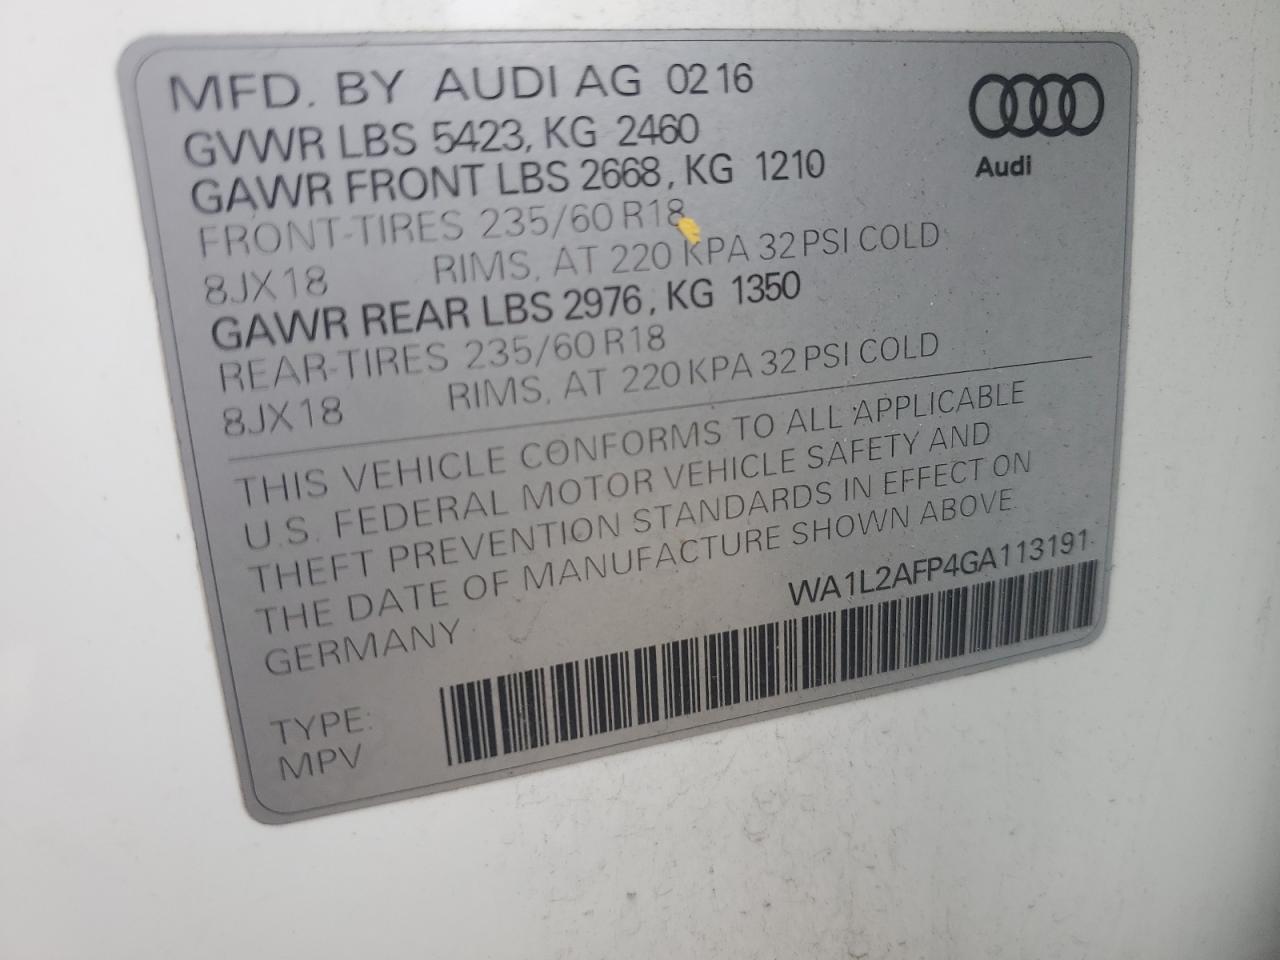 MFD. BY AUDI AG 02 16
GVWR LBS 5423, KG 2460
GAWR FRONT LBS 2668, KG 1210
FRONT-TIRES 235/60 R18
8JX18 RIMS, AT 220 KPA 32 PSI COLD
GAWR REAR LBS 2976, KG 1350
REAR-TIRES 235/60 R18
8JX18 RIMS, AT 220 KPA 32 PSI COLD
Audi
THIS VEHICLE CONFORMS TO ALL APPLICABLE
U.S. FEDERAL MOTOR VEHICLE SAFETY AND
THEFT PREVENTION STANDARDS IN EFFECT ON
THE DATE OF MANUFACTURE SHOWN ABOVE.
GERMANY
WA1L2AFP4GA113191
TYPE:
MPV